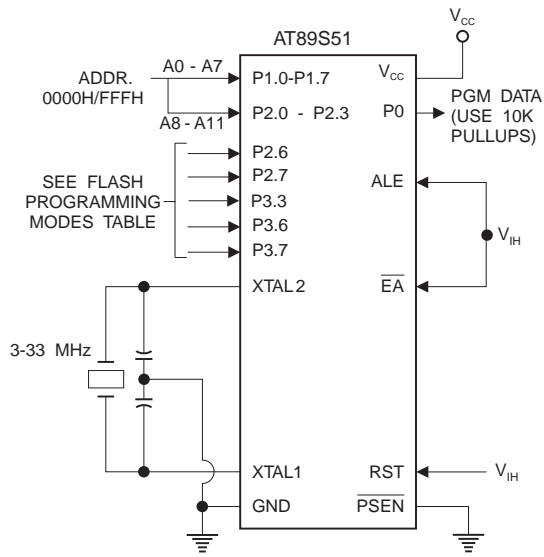 V_CC
AT89S51
A0 - A7
ADDR.
0000H/FFFH
P1.0-P1.7
V_CC
A8 - A11
P2.0 - P2.3
P0
PGM DATA
(USE 10K
PULLUPS)
P2.6
P2.7
P3.3
P3.6
P3.7
SEE FLASH
PROGRAMMING
MODES TABLE
ALE
V_IH
EA
XTAL2
3-33 MHz
XTAL1
RST
V_IH
GND
PSEN